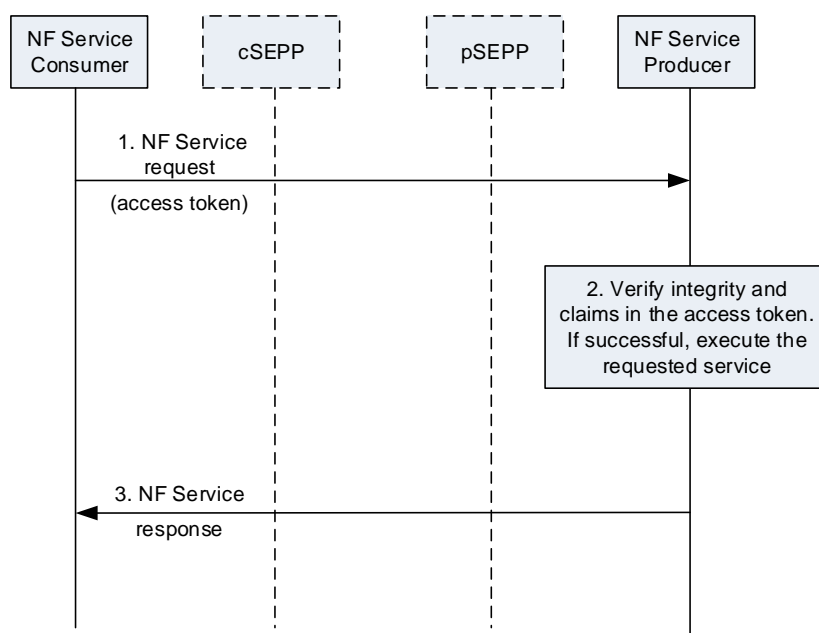 NF Service
Consumer
cSEPP
pSEPP
NF Service
Producer
1. NF Service
request
(access token)
2. Verify integrity and
claims in the access token.
If successful, execute the
requested service
3. NF Service
response